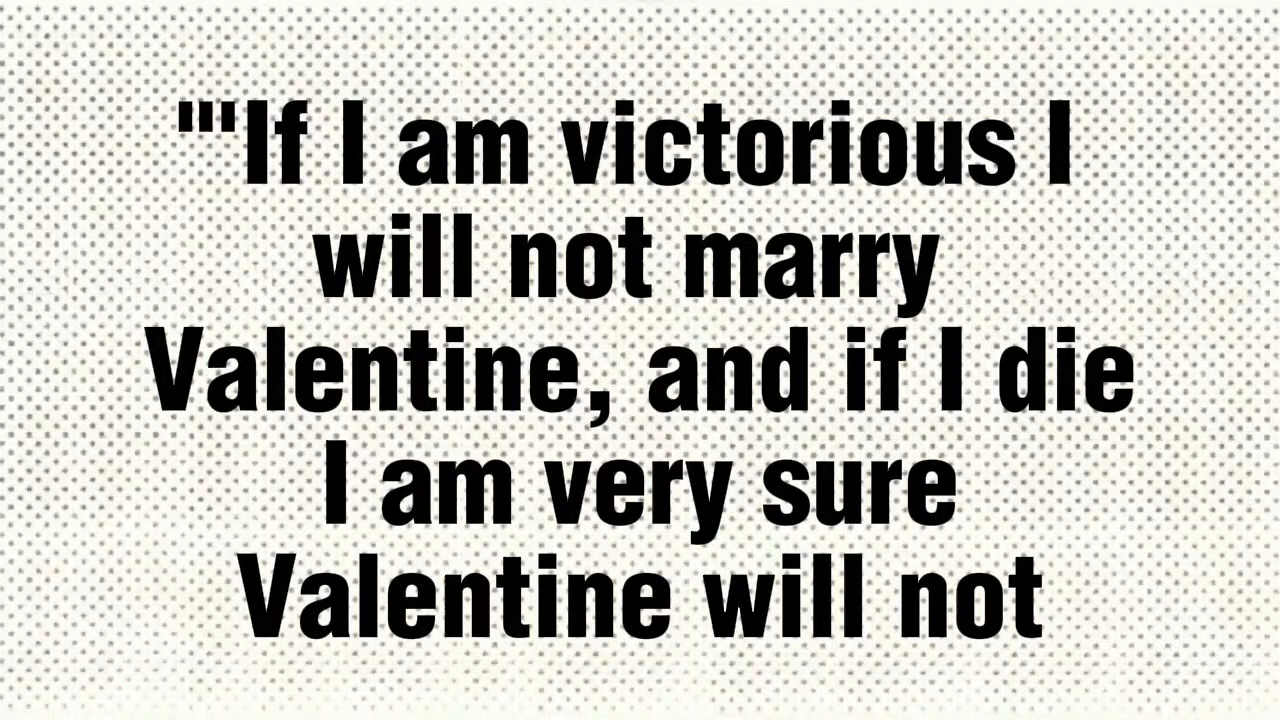 "'If I am victorious I
will not marry
Valentine, and if I die
I am very sure
Valentine will not